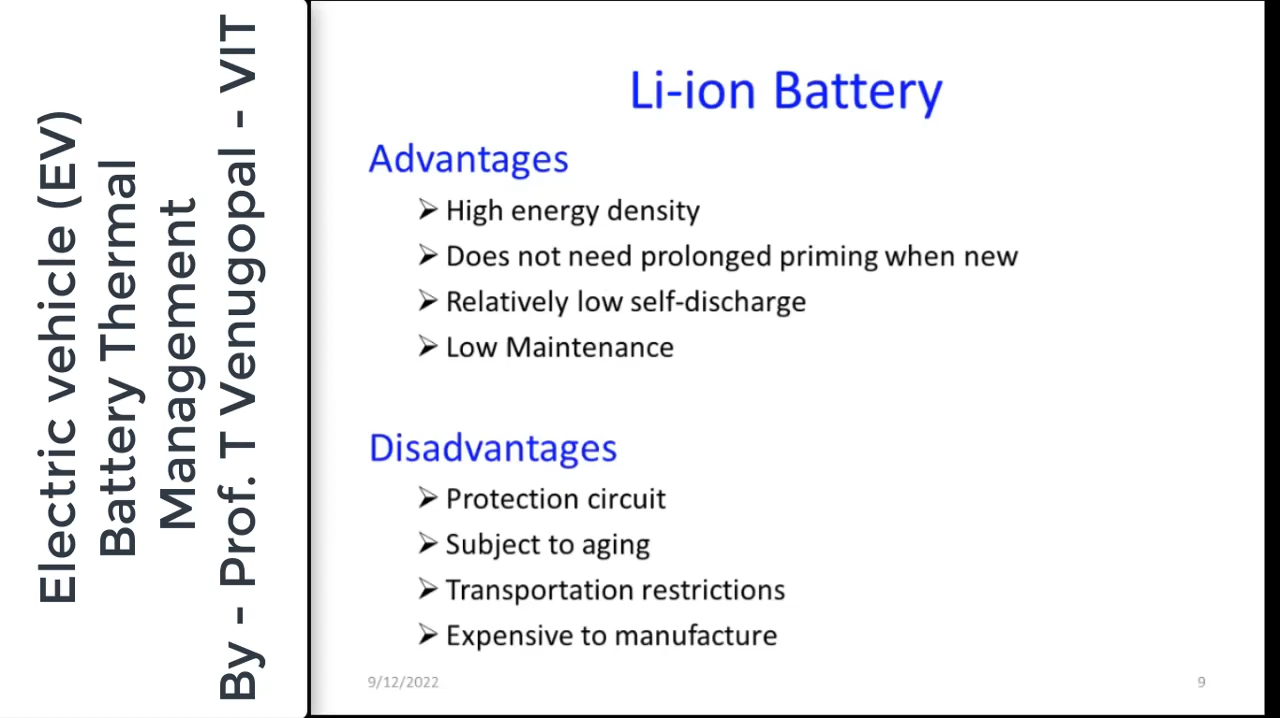 Electric vehicle (EV)
Battery Thermal
Management
By - Prof. T Venugopal - VIT
Li-ion Battery
Advantages
➢ High energy density
➢ Does not need prolonged priming when new
➢ Relatively low self-discharge
➢ Low Maintenance
Disadvantages
➢ Protection circuit
➢ Subject to aging
➢ Transportation restrictions
➢ Expensive to manufacture
9/12/2022
9